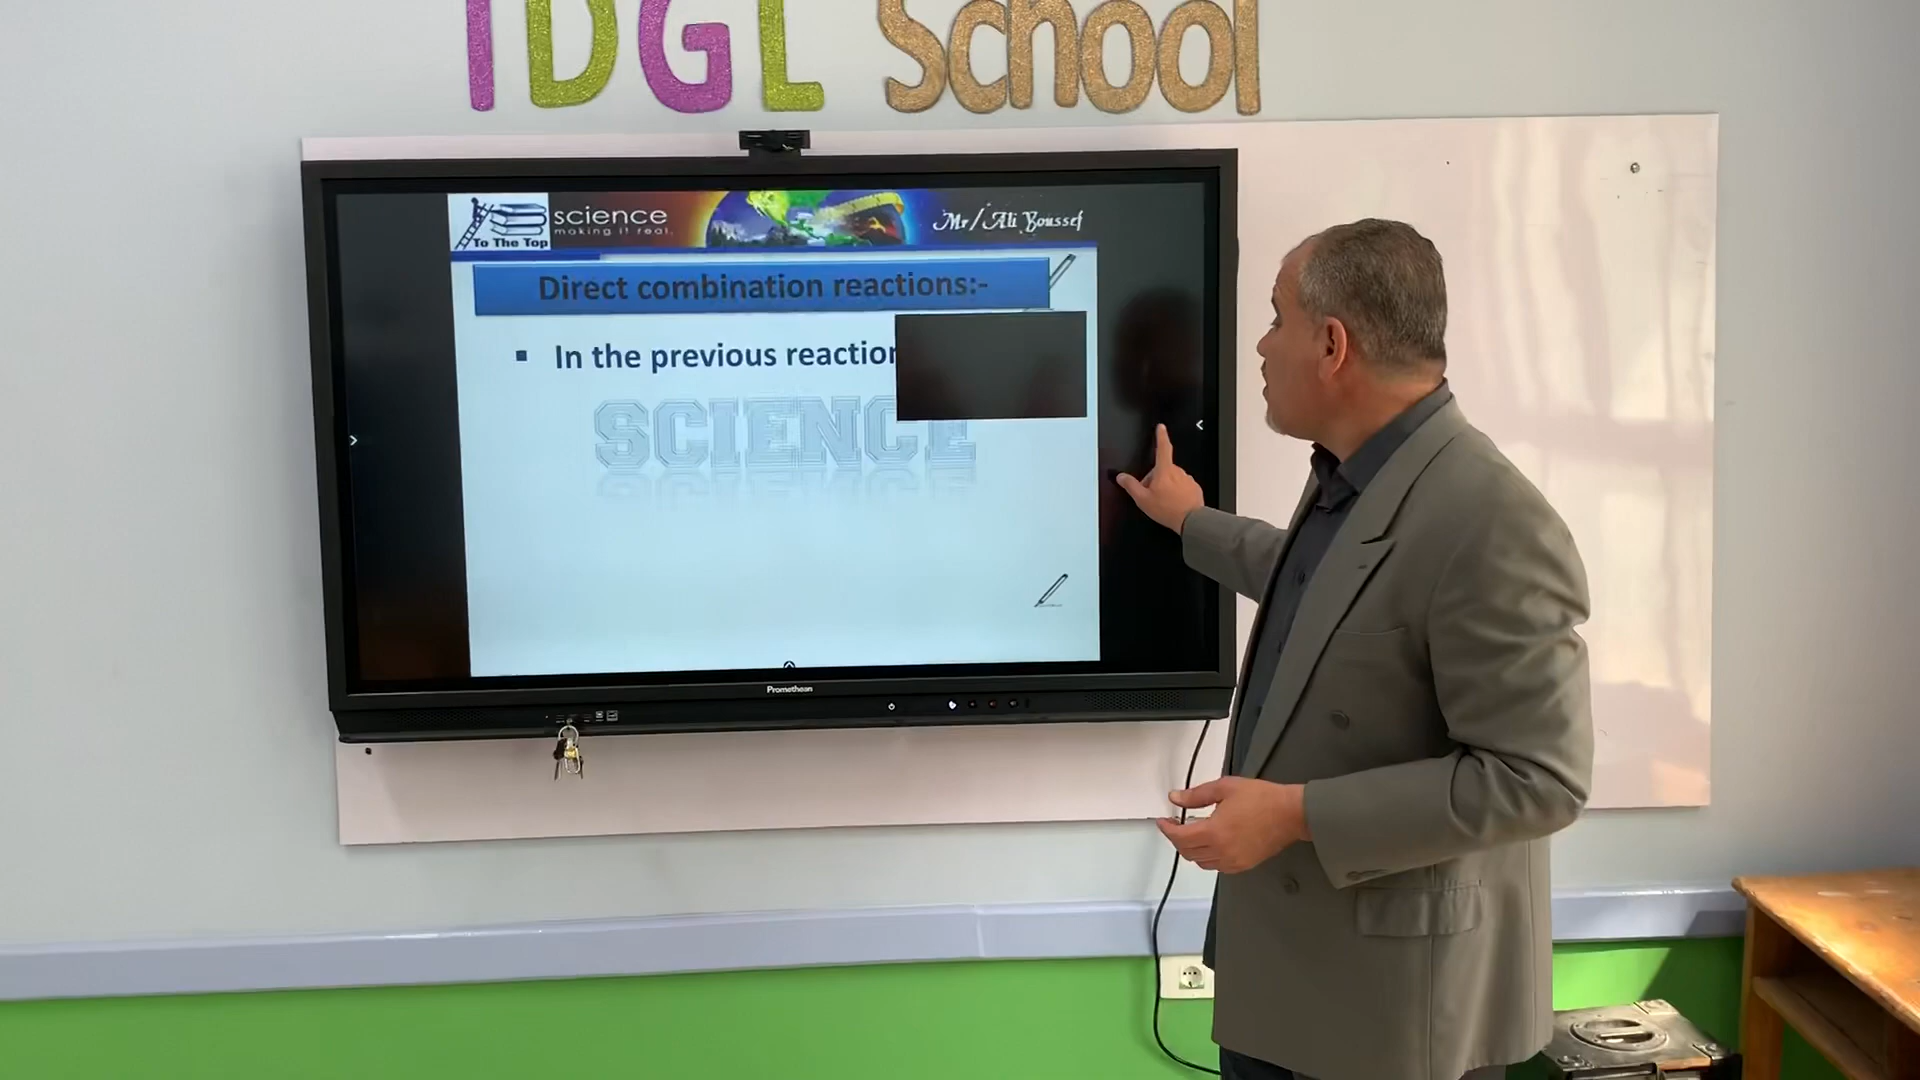 IDGL School
To The Top
science
making it real.
Mr/Ali Youssef
Direct combination reactions:-
In the previous reaction
SCIENCE
Promethean